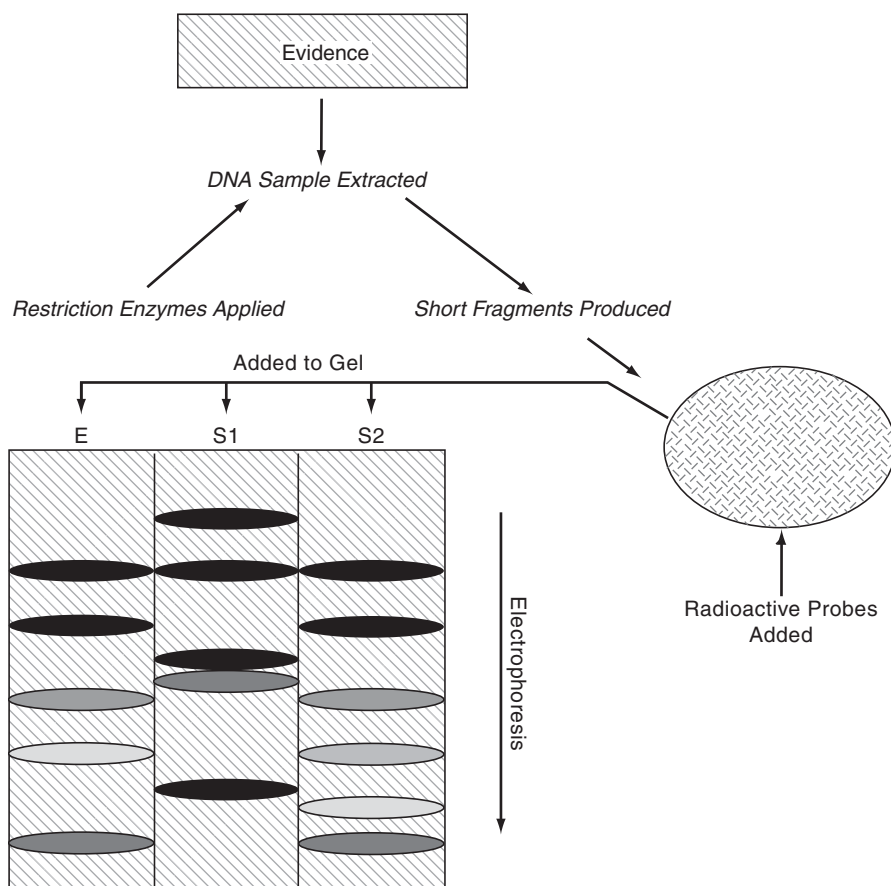 Evidence
DNA Sample Extracted
Restriction Enzymes Applied
Short Fragments Produced
Added to Gel
E
S1
S2
Electrophoresis
Radioactive Probes
Added